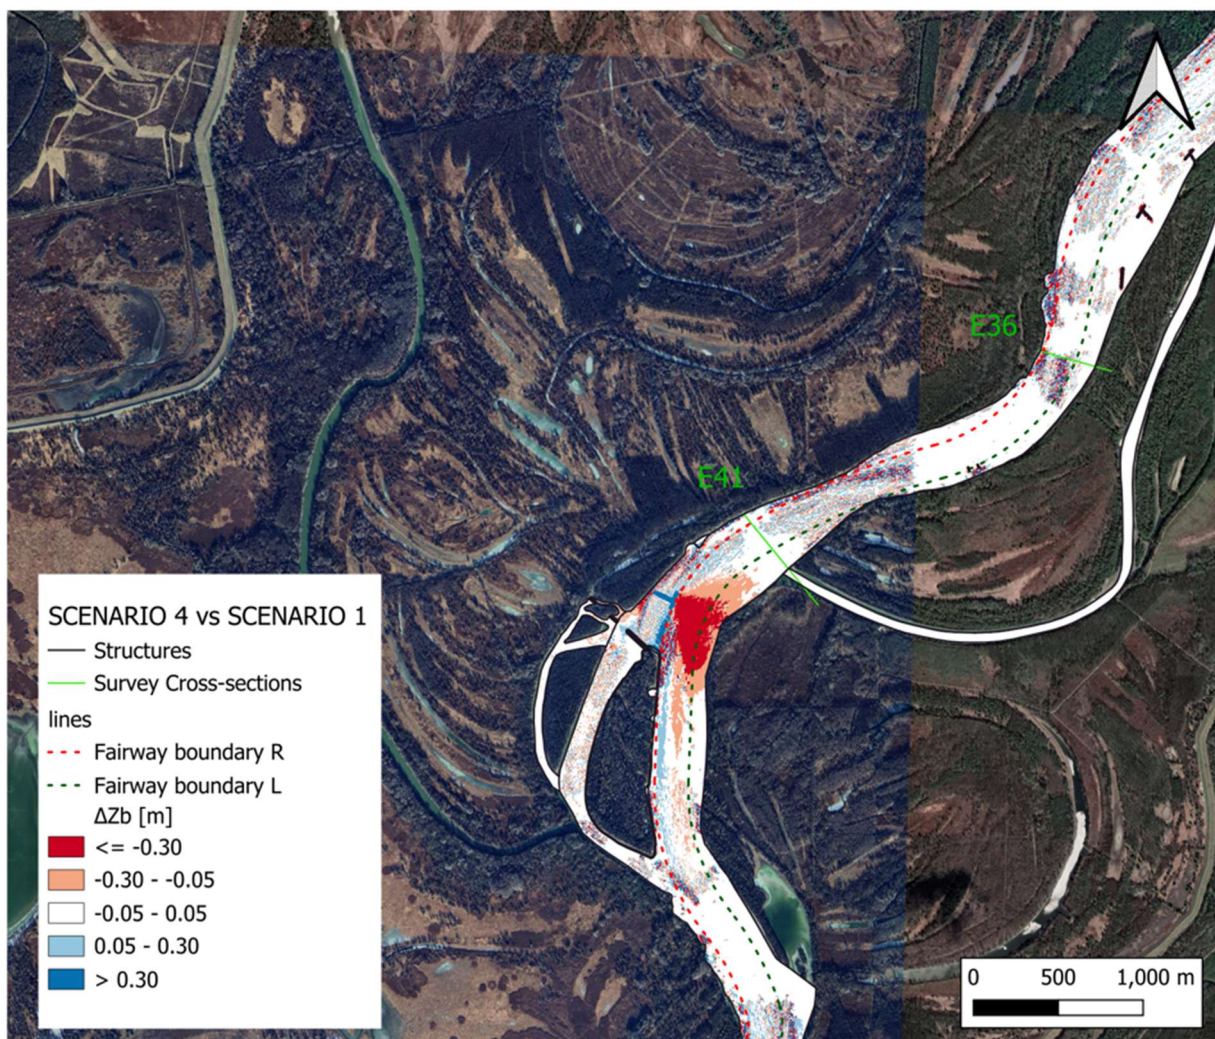 E36
E41
SCENARIO 4 vs SCENARIO 1
Structures
Survey Cross-sections
lines
Fairway boundary R
Fairway boundary L
ΔZb [m]
<= -0.30
-0.30 - -0.05
-0.05 - 0.05
0.05 - 0.30
> 0.30
0 500 1,000 m